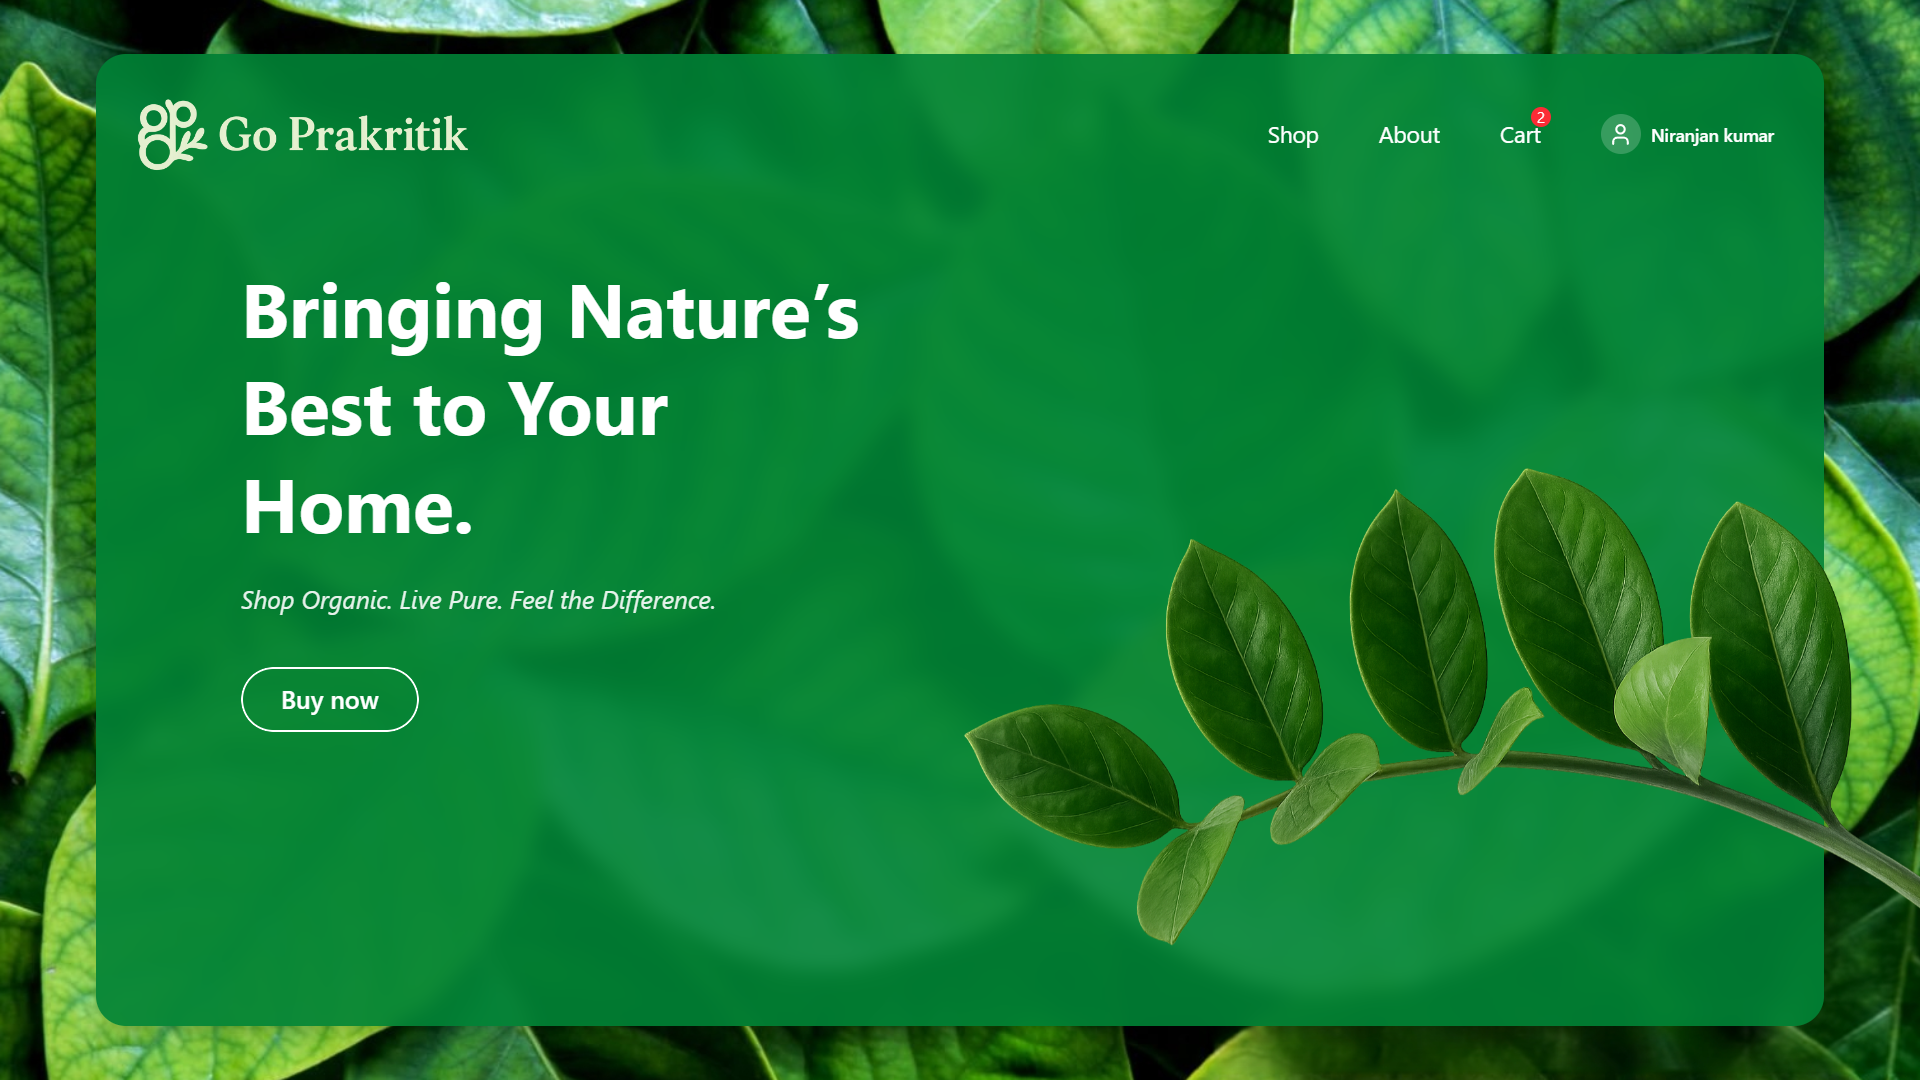 Go Prakritik
Shop
About
Cart
2
Niranjan kumar
Bringing Nature’s
Best to Your
Home.
Shop Organic. Live Pure. Feel the Difference.
Buy now